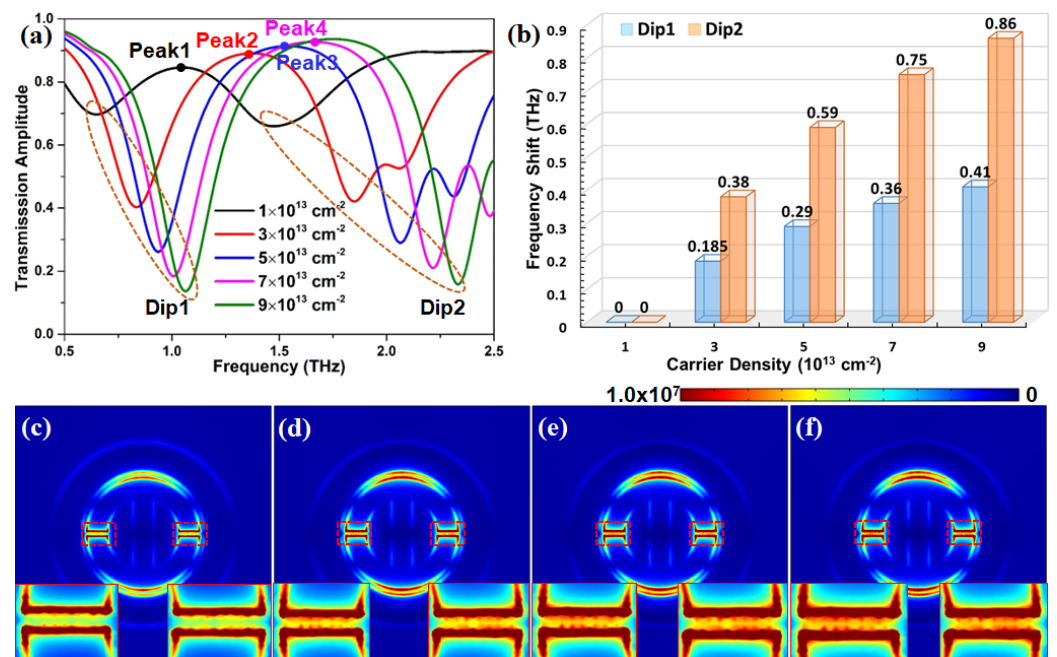 (a)
Transmisssion Amplitude
1.0
0.8
0.6
0.4
0.2
0.0
Peak1
Peak2
Peak4
Peak3
1×10¹³ cm⁻²
3×10¹³ cm⁻²
5×10¹³ cm⁻²
7×10¹³ cm⁻²
9×10¹³ cm⁻²
Dip1
Dip2
0.5 1.0 1.5 2.0 2.5
Frequency (THz)
(b)
Dip1 Dip2
Frequency Shift (THz)
0.9
0.8
0.7
0.6
0.5
0.4
0.3
0.2
0.1
0
0 0
0.185 0.38
0.29 0.59
0.36 0.75
0.41 0.86
1 3 5 7 9
Carrier Density (10¹³ cm⁻²)
1.0x10⁷ 0
(c) (d) (e) (f)